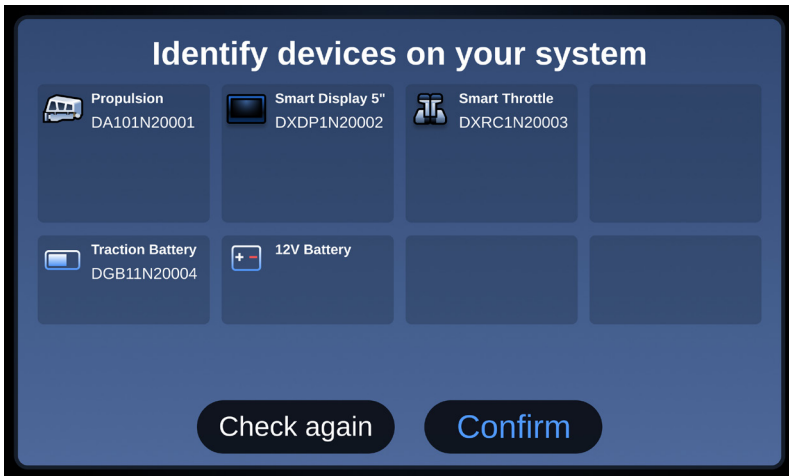 Identify devices on your system
Propulsion
DA101N20001
Smart Display 5"
DXDP1N20002
Smart Throttle
DXRC1N20003
Traction Battery
DGB11N20004
12V Battery
Check again
Confirm